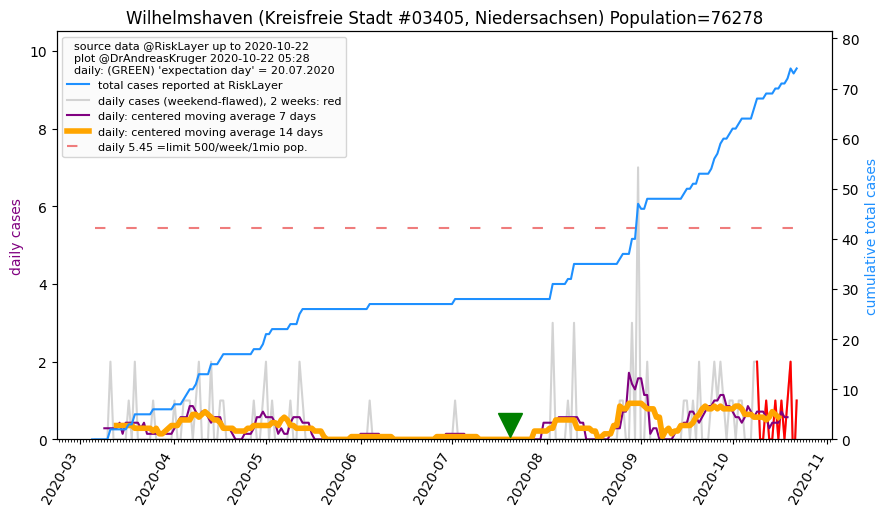 Wilhelmshaven (Kreisfreie Stadt #03405, Niedersachsen) Population=76278
source data @RiskLayer up to 2020-10-22
plot @DrAndreasKruger 2020-10-22 05:28
daily: (GREEN) 'expectation day' = 20.07.2020
total cases reported at RiskLayer
daily cases (weekend-flawed), 2 weeks: red
daily: centered moving average 7 days
daily: centered moving average 14 days
daily 5.45 =limit 500/week/1mio pop.
daily cases
10
8
6
4
2
0
cumulative total cases
80
70
60
50
40
30
20
10
0
2020-03
2020-04
2020-05
2020-06
2020-07
2020-08
2020-09
2020-10
2020-11